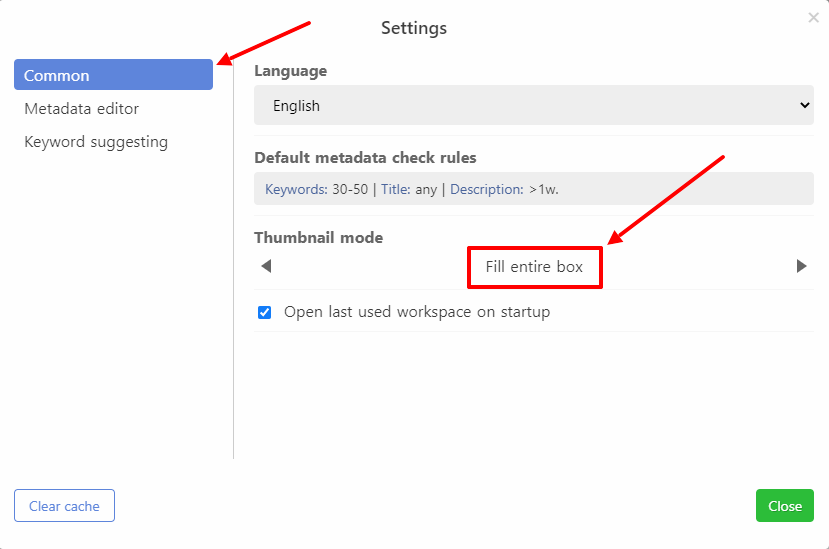 Settings
Common
Metadata editor
Keyword suggesting
Language
English
Default metadata check rules
Keywords: 30-50 | Title: any | Description: >1w.
Thumbnail mode
Fill entire box
Open last used workspace on startup
Clear cache
Close